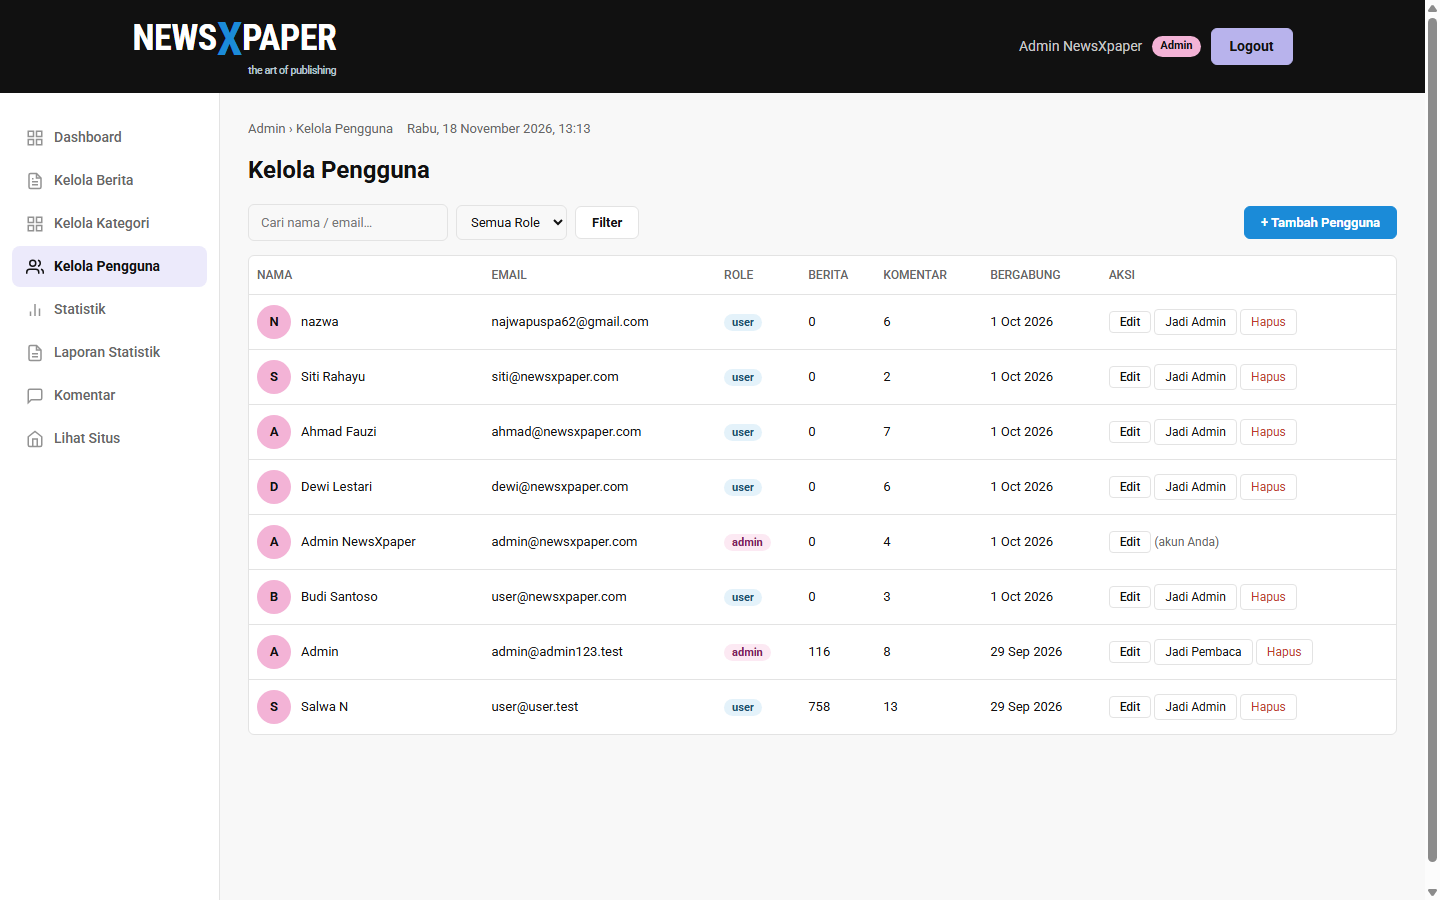 NEWSXPAPER
the art of publishing
Admin NewsXpaper Admin Logout
Dashboard
Kelola Berita
Kelola Kategori
Kelola Pengguna
Statistik
Laporan Statistik
Komentar
Lihat Situs
Admin › Kelola Pengguna Rabu, 18 November 2026, 13:13
Kelola Pengguna
Cari nama / email... Semua Role Filter + Tambah Pengguna
NAMA EMAIL ROLE BERITA KOMENTAR BERGABUNG AKSI
N nazwa najwapuspa62@gmail.com user 0 6 1 Oct 2026 Edit Jadi Admin Hapus
S Siti Rahayu siti@newsxpaper.com user 0 2 1 Oct 2026 Edit Jadi Admin Hapus
A Ahmad Fauzi ahmad@newsxpaper.com user 0 7 1 Oct 2026 Edit Jadi Admin Hapus
D Dewi Lestari dewi@newsxpaper.com user 0 6 1 Oct 2026 Edit Jadi Admin Hapus
A Admin NewsXpaper admin@newsxpaper.com admin 0 4 1 Oct 2026 Edit (akun Anda)
B Budi Santoso user@newsxpaper.com user 0 3 1 Oct 2026 Edit Jadi Admin Hapus
A Admin admin@admin123.test admin 116 8 29 Sep 2026 Edit Jadi Pembaca Hapus
S Salwa N user@user.test user 758 13 29 Sep 2026 Edit Jadi Admin Hapus